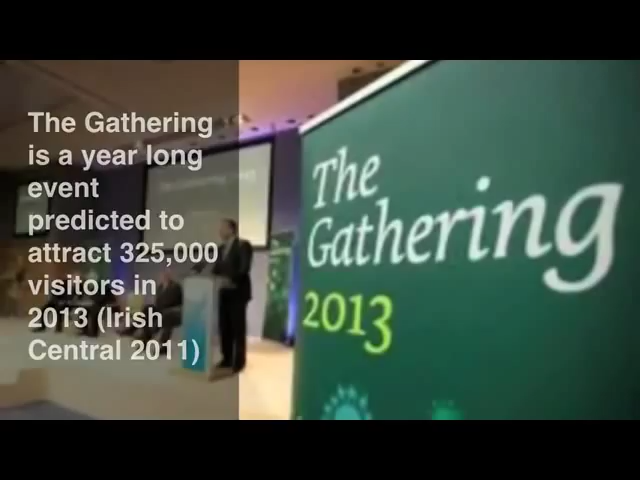 The Gathering
is a year long
event
predicted to
attract 325,000
visitors in
2013 (Irish
Central 2011)
The
Gathering
2013